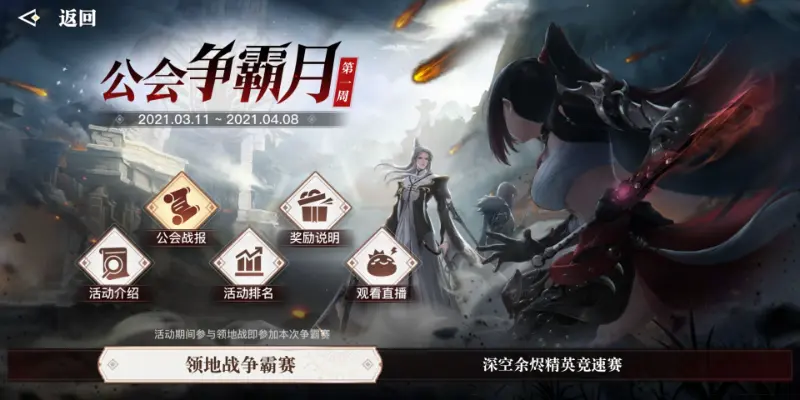 返回
公会争霸月
第一周
2021.03.11 ~ 2021.04.08
公会战报
奖励说明
活动介绍
活动排名
观看直播
活动期间参与领地战即参加本次争霸赛
领地战争霸赛
深空余烬精英竞速赛